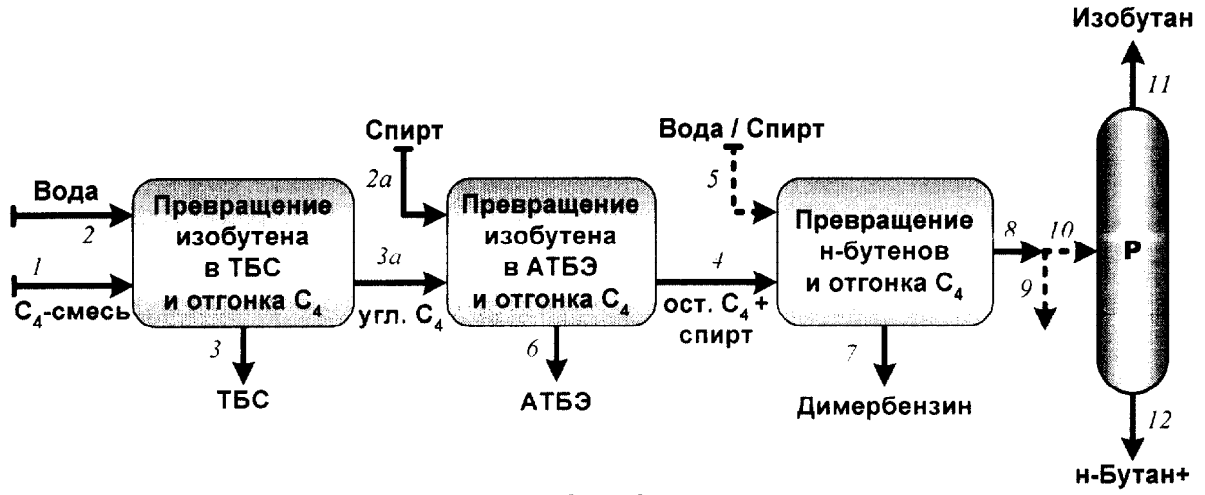 Изобутан
11
Спирт
2а
Вода / Спирт
5
Вода
2
1
С₄-смесь
Превращение
изобутена
в ТБС
и отгонка С₄
3
ТБС
3а
угл. С₄
Превращение
изобутена
в АТБЭ
и отгонка С₄
6
АТБЭ
4
ост. С₄ +
спирт
Превращение
н-бутенов
и отгонка С₄
7
Димербензин
8
10
9
Р
12
н-Бутан+